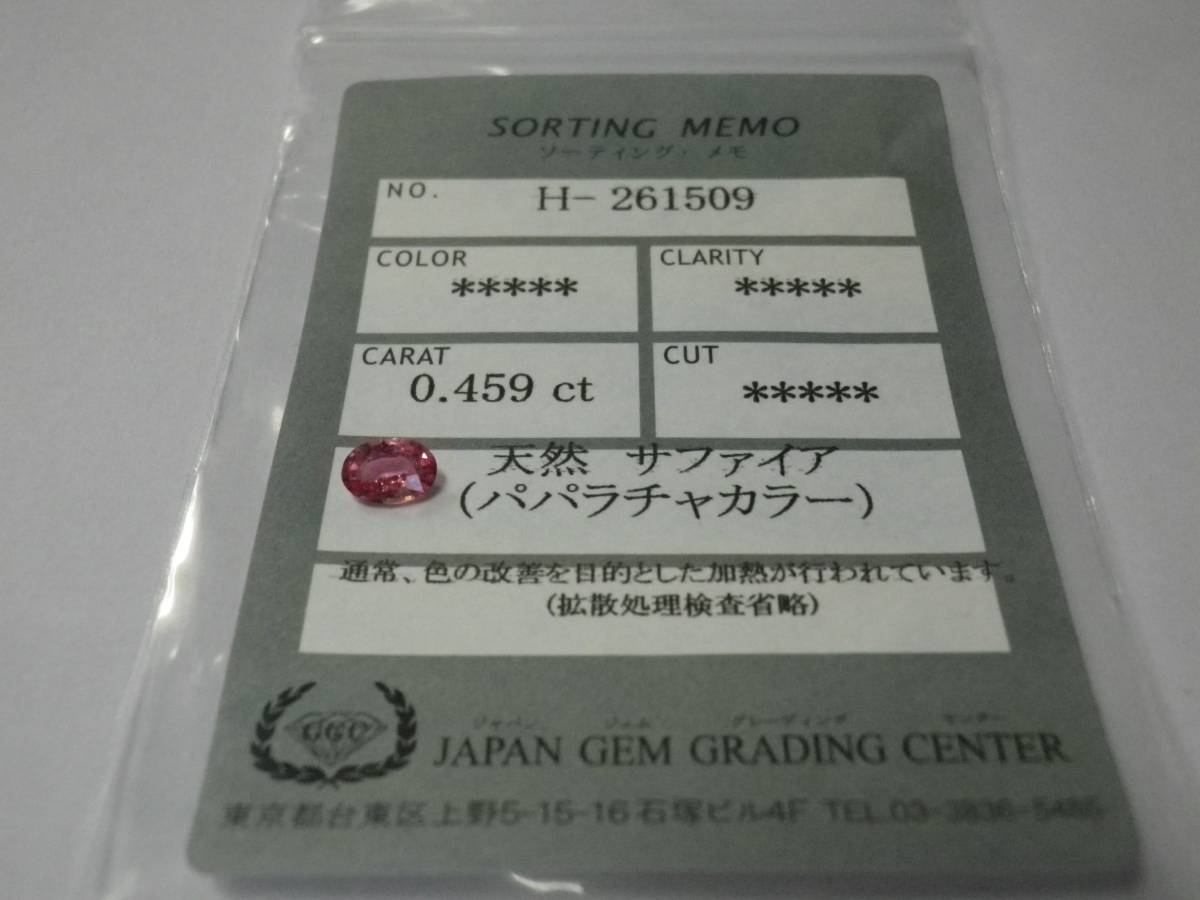 SORTING MEMO
ソーティング・メモ
NO. H- 261509
COLOR *****
CLARITY *****
CARAT 0.459 ct
CUT *****
天然 サファイア
(パパラチャカラー)
通常、色の改善を目的とした加熱が行われています。
(拡散処理検査省略)
ジャパン ジェム グレーディング センター
JAPAN GEM GRADING CENTER
東京都台東区上野5-15-16石塚ビル4F TEL.03-3836-